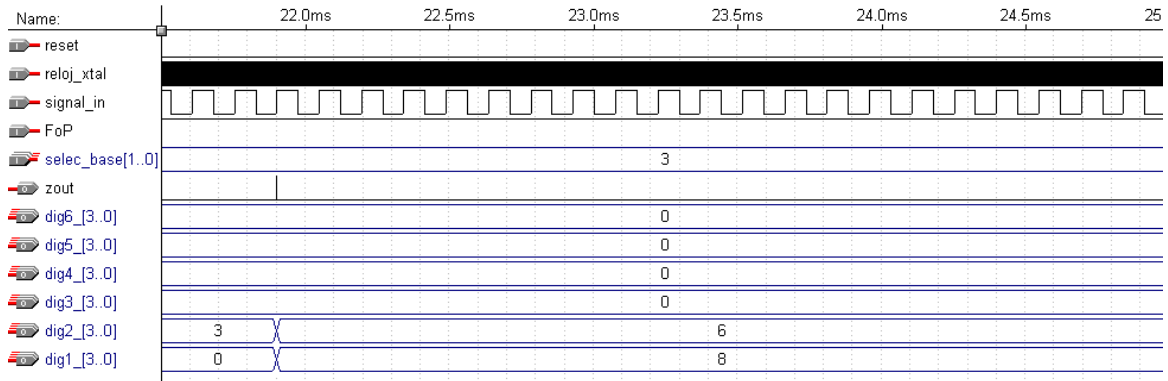 Name: 22.0ms 22.5ms 23.0ms 23.5ms 24.0ms 24.5ms 25
reset
reloj_xtal
signal_in
FoP
selec_base[1..0] 3
zout
dig6_[3..0] 0
dig5_[3..0] 0
dig4_[3..0] 0
dig3_[3..0] 0
dig2_[3..0] 3 6
dig1_[3..0] 0 8